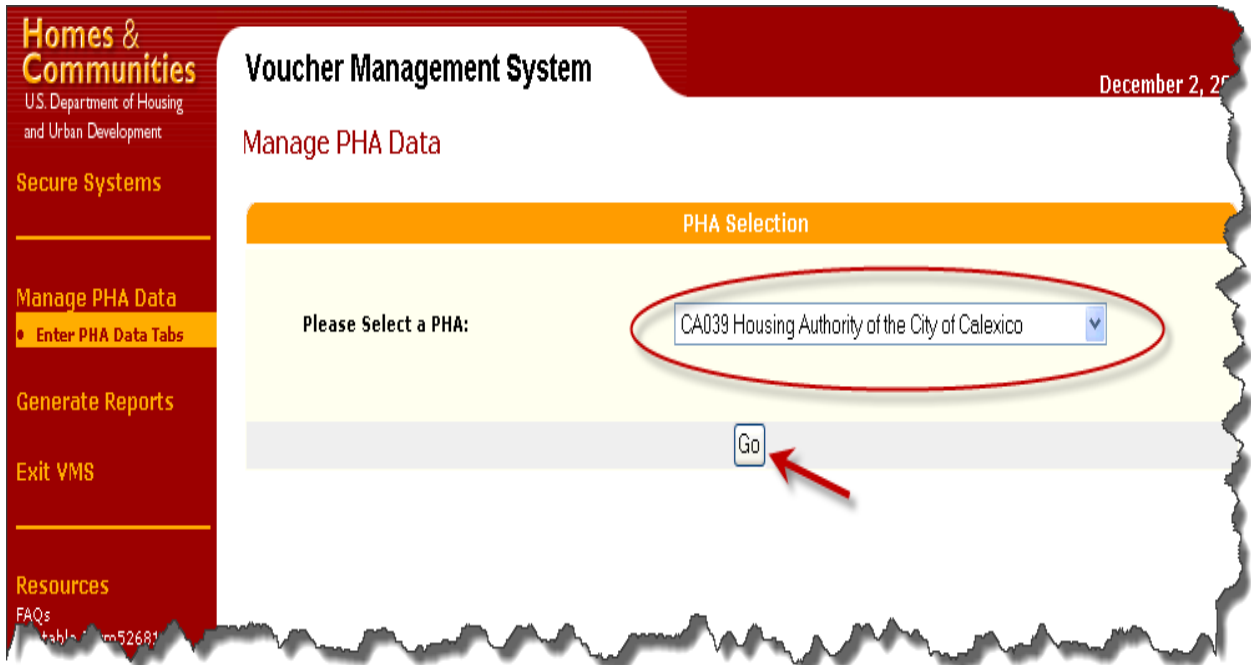 Homes &
Communities
U.S. Department of Housing
and Urban Development
Secure Systems
Manage PHA Data
• Enter PHA Data Tabs
Generate Reports
Exit VMS
Resources
FAQs
Voucher Management System
December 2,
Manage PHA Data
PHA Selection
Please Select a PHA:
CA039 Housing Authority of the City of Calexico
Go